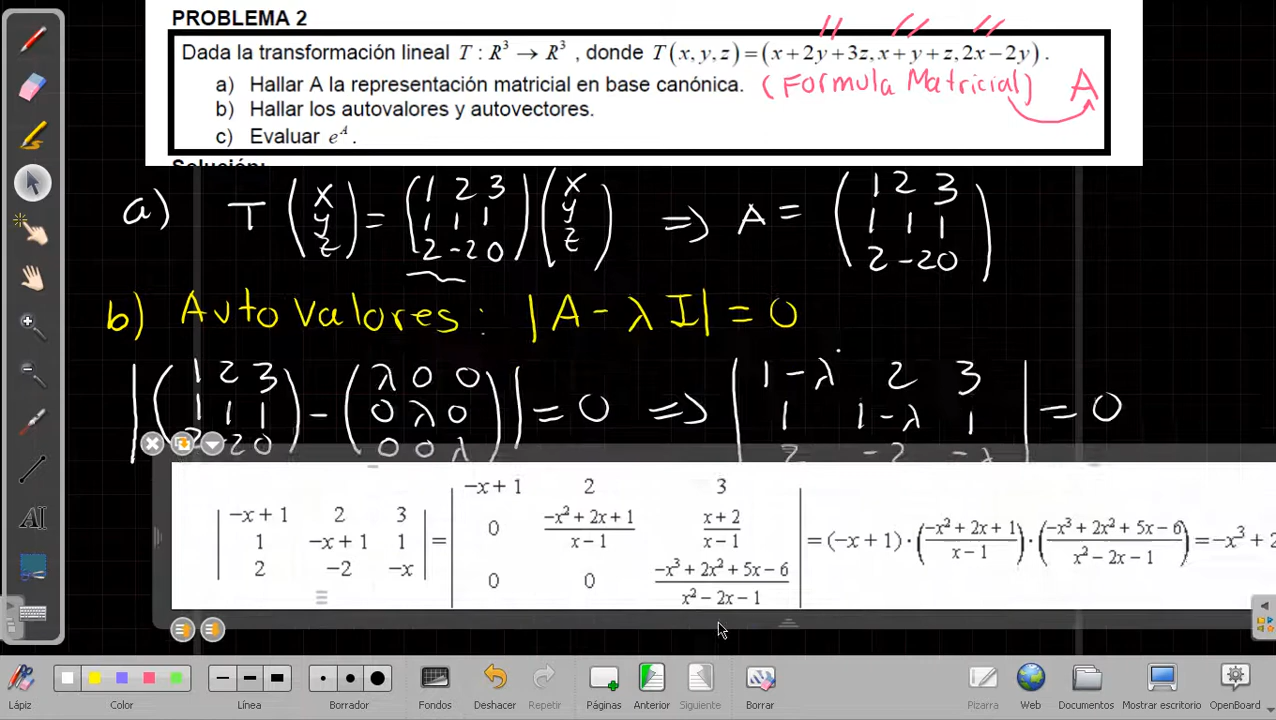 PROBLEMA 2
Dada la transformación lineal T : R³ → R³ , donde T(x, y, z) = (x + 2y + 3z, x + y + z, 2x − 2y) .
a) Hallar A la representación matricial en base canónica. (Formula Matricial) A
b) Hallar los autovalores y autovectores.
c) Evaluar e^A .
Solución:
a) T (x y z) = (1 2 3 1 1 1 2 -2 0) (x y z) ⇒ A = (1 2 3 1 1 1 2 -2 0)
b) Auto Valores : |A - λ I| = 0
|(1 2 3 1 1 1 -2 0) - (λ 0 0 0 λ 0 0 0 λ)| = 0 ⇒ |1-λ 2 3 1 1-λ 1 2 -2 -λ| = 0
|−x + 1 2 3 1 −x + 1 1 2 −2 −x| = |−x + 1 2 3 0 (−x² + 2x + 1)/(x − 1) (x + 2)/(x − 1) 0 0 (−x³ + 2x² + 5x − 6)/(x² − 2x − 1)| = (−x + 1) · ((−x² + 2x + 1)/(x − 1)) · ((−x³ + 2x² + 5x − 6)/(x² − 2x − 1)) = −x³ + 2
Color Línea Borrador Fondos Deshacer Repetir Páginas Anterior Siguiente Borrar Pizarra Web Documentos Mostrar escritorio OpenBoard
Lápiz